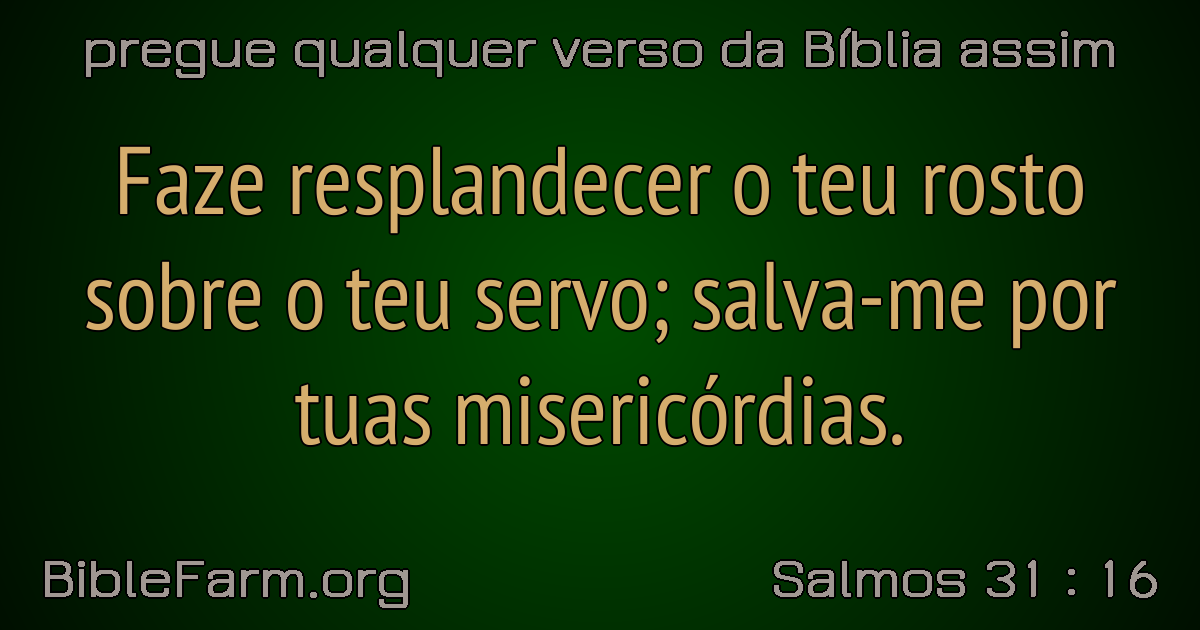 pregue qualquer verso da Bíblia assim
Faze resplandecer o teu rosto
sobre o teu servo; salva-me por
tuas misericórdias.
BibleFarm.org
Salmos 31 : 16